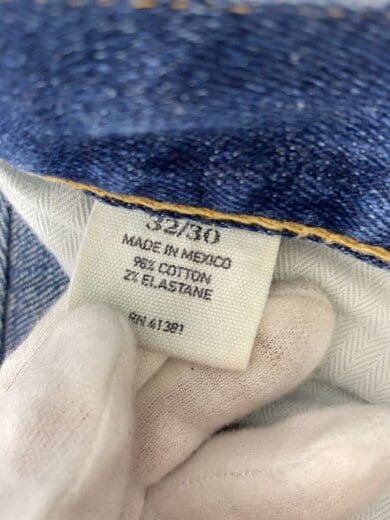 32/30
MADE IN MEXICO
98% COTTON
2% ELASTANE
RN 41381